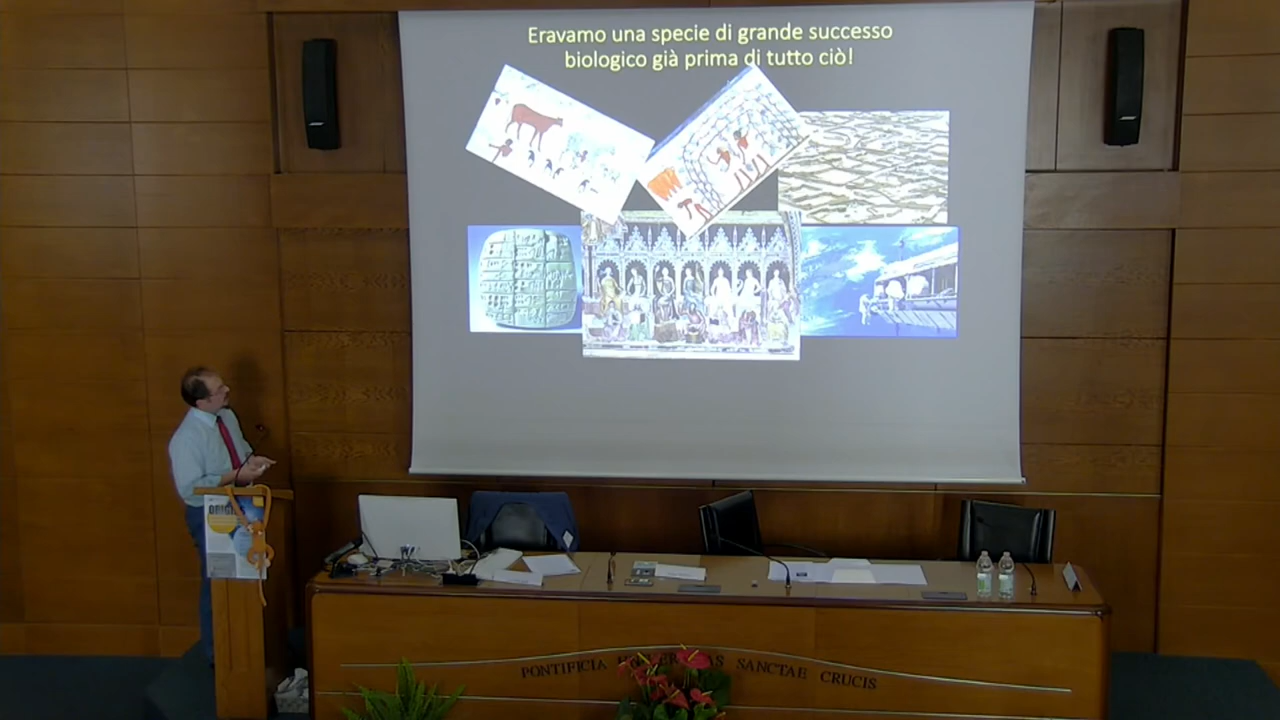 Eravamo una specie di grande successo
biologico già prima di tutto ciò!
PONTIFICIA SANCTAE CRUCIS